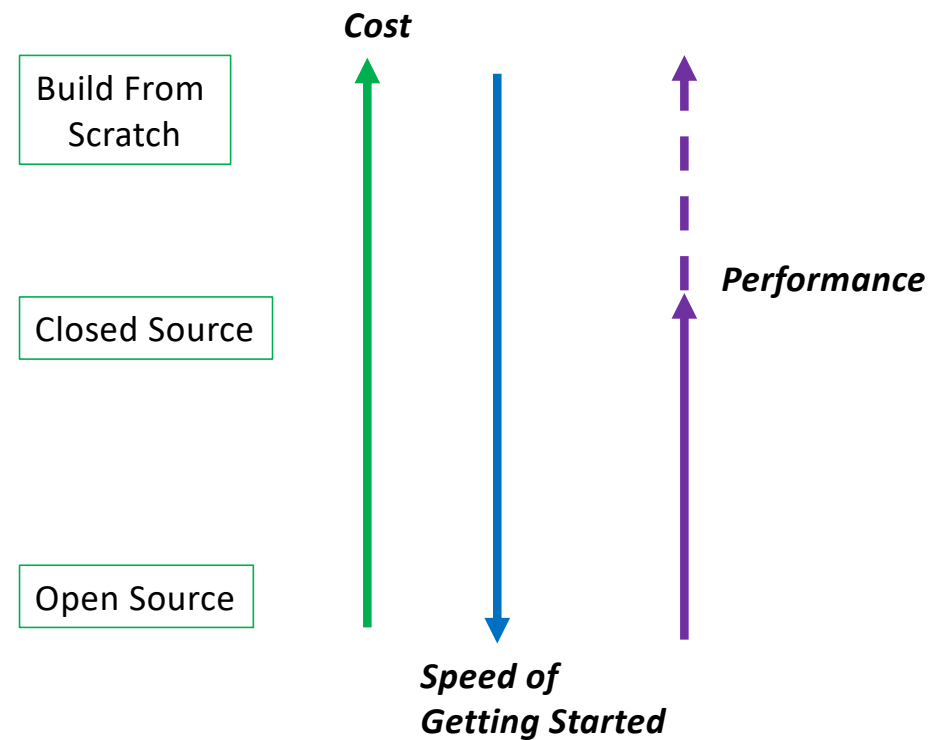 Cost
Build From
Scratch
Performance
Closed Source
Open Source
Speed of
Getting Started